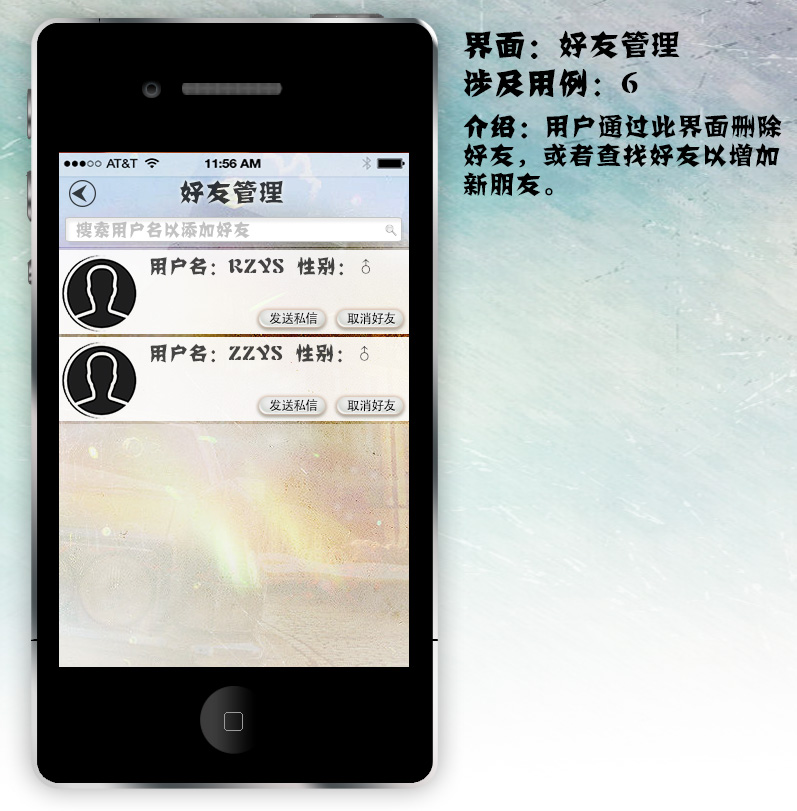 界面：好友管理
涉及用例：6
介绍：用户通过此界面删除
好友，或者查找好友以增加
新朋友。
AT&T 11:56 AM
好友管理
搜索用户名以添加好友
用户名：RZYS 性别：♂
发送私信 取消好友
用户名：ZZYS 性别：♂
发送私信 取消好友